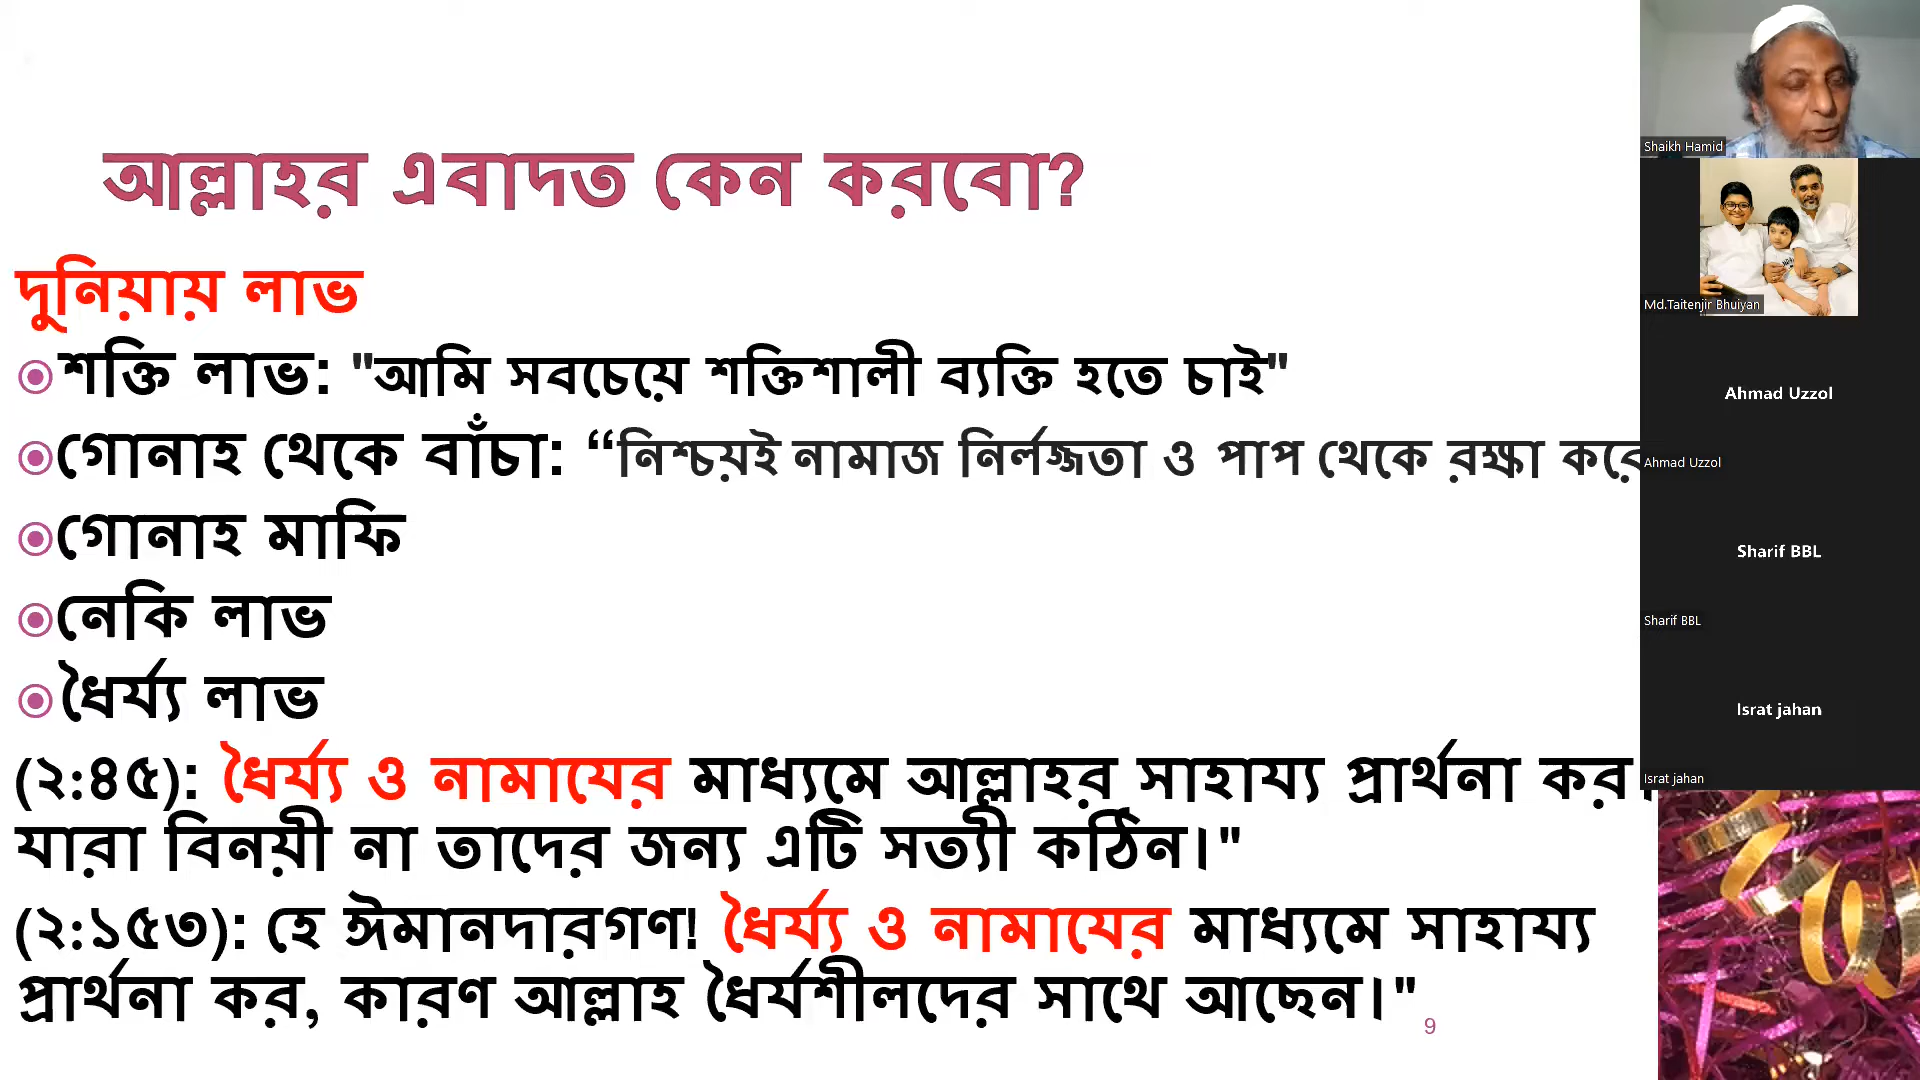 আল্লাহর এবাদত কেন করবো?
দুনিয়ায় লাভ
শক্তি লাভ: "আমি সবচেয়ে শক্তিশালী ব্যক্তি হতে চাই"
গোনাহ থেকে বাঁচা: “নিশ্চয়ই নামাজ নির্লজ্জতা ও পাপ থেকে রক্ষা করে
গোনাহ মাফি
নেকি লাভ
ধৈর্য্য লাভ
(২:৪৫): ধৈর্য্য ও নামাযের মাধ্যমে আল্লাহর সাহায্য প্রার্থনা কর।
যারা বিনয়ী না তাদের জন্য এটি সত্যী কঠিন।"
(২:১৫৩): হে ঈমানদারগণ! ধৈর্য্য ও নামাযের মাধ্যমে সাহায্য
প্রার্থনা কর, কারণ আল্লাহ ধৈর্যশীলদের সাথে আছেন।"
9
Shaikh Hamid
Md.Taitenjir Bhuiyan
Ahmad Uzzol
Ahmad Uzzol
Sharif BBL
Sharif BBL
Israt jahan
Israt jahan